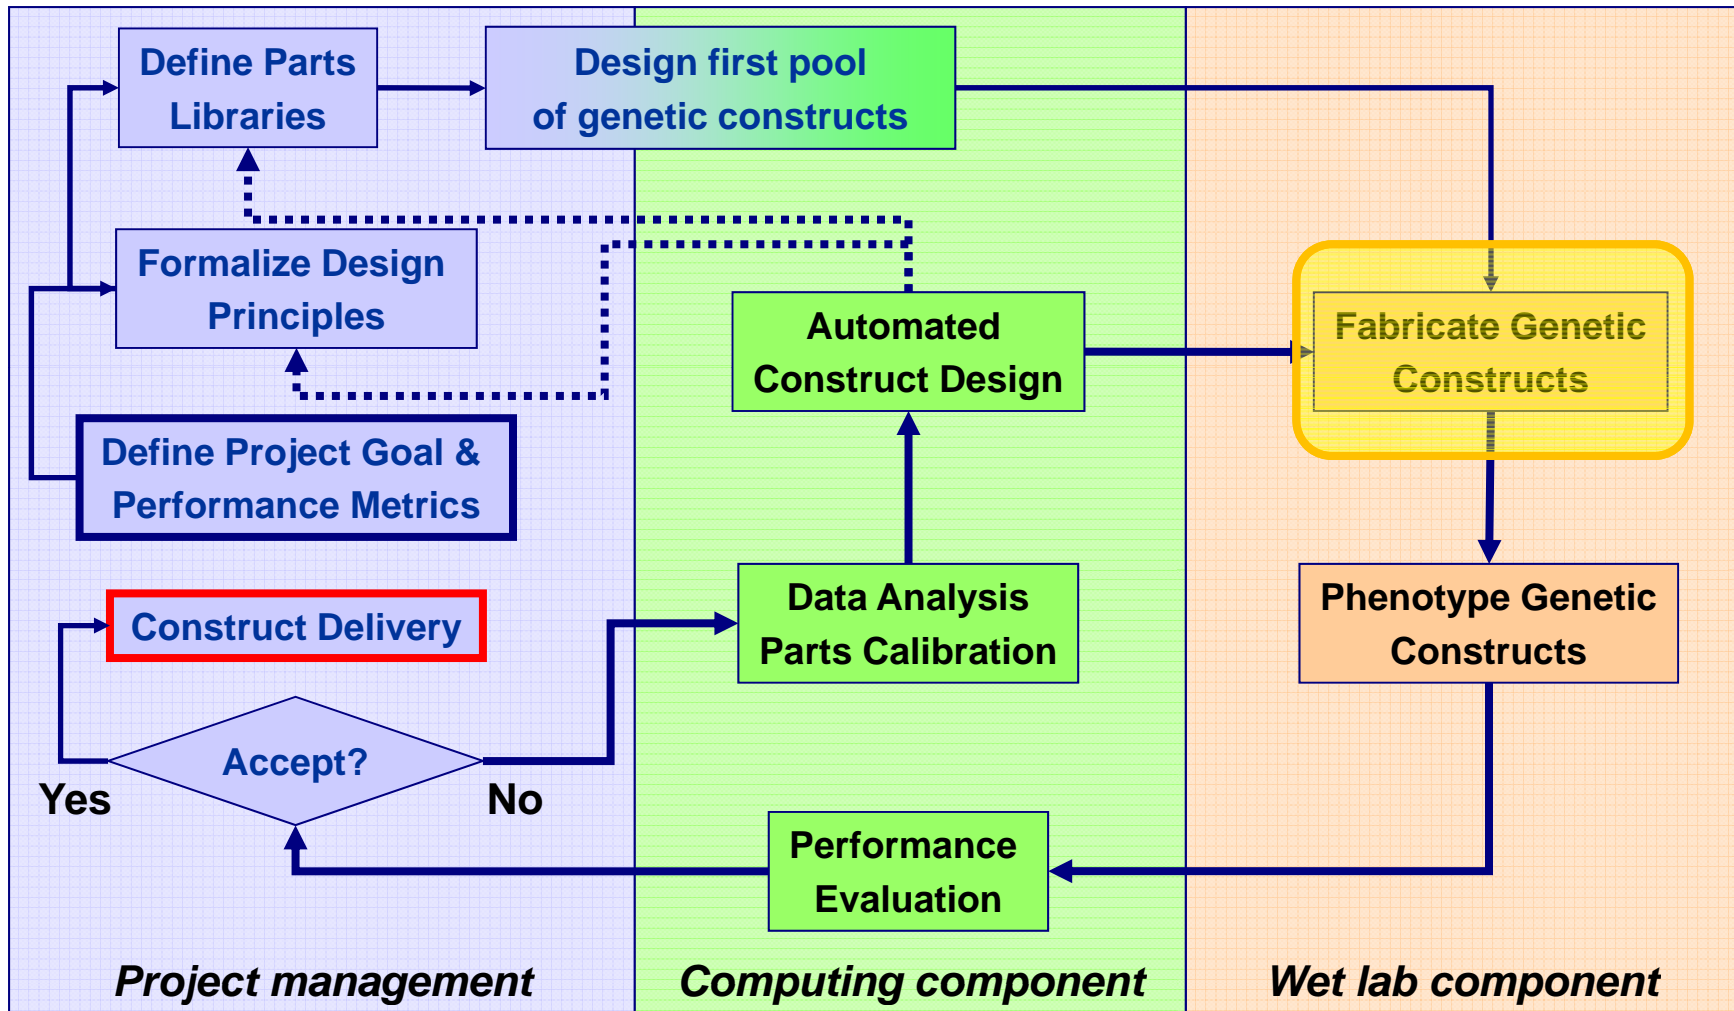 Define Parts
Libraries
Design first pool
of genetic constructs
Formalize Design
Principles
Automated
Construct Design
Fabricate Genetic
Constructs
Define Project Goal &
Performance Metrics
Construct Delivery
Data Analysis
Parts Calibration
Phenotype Genetic
Constructs
Accept?
Yes
No
Performance
Evaluation
Project management
Computing component
Wet lab component